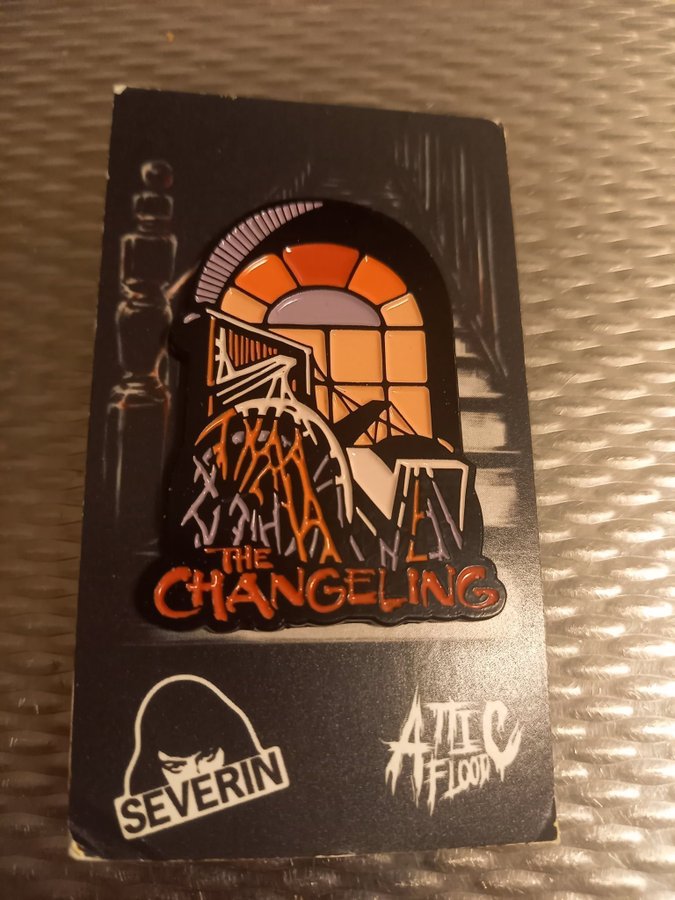 THE
CHANGELING
SEVERIN
ATTIC
FLOOD